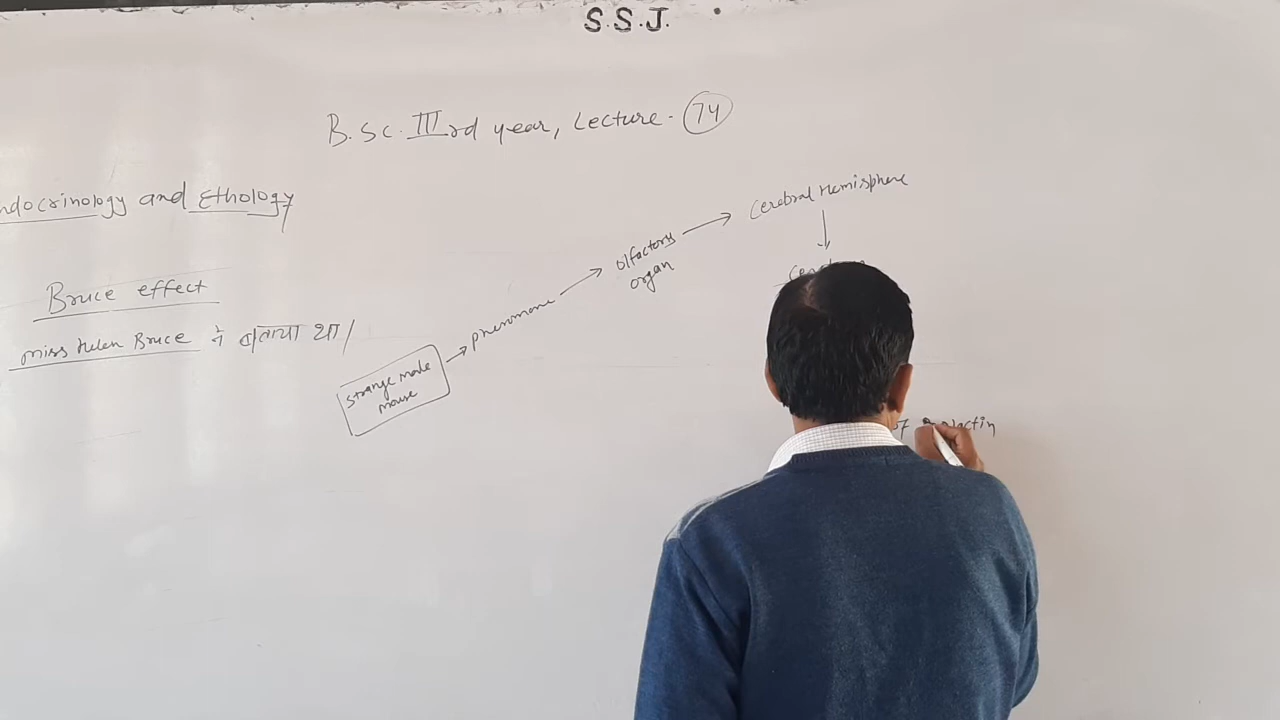 S.S.J.
B.Sc. IIIrd year, Lecture- 74
ndocrinology and Ethology
Bruce effect
miss Helen Bruce ने बताया था।
strange male
mouse
pheromone
olfactory
organ
cerebral Hemisphere
of prolactin